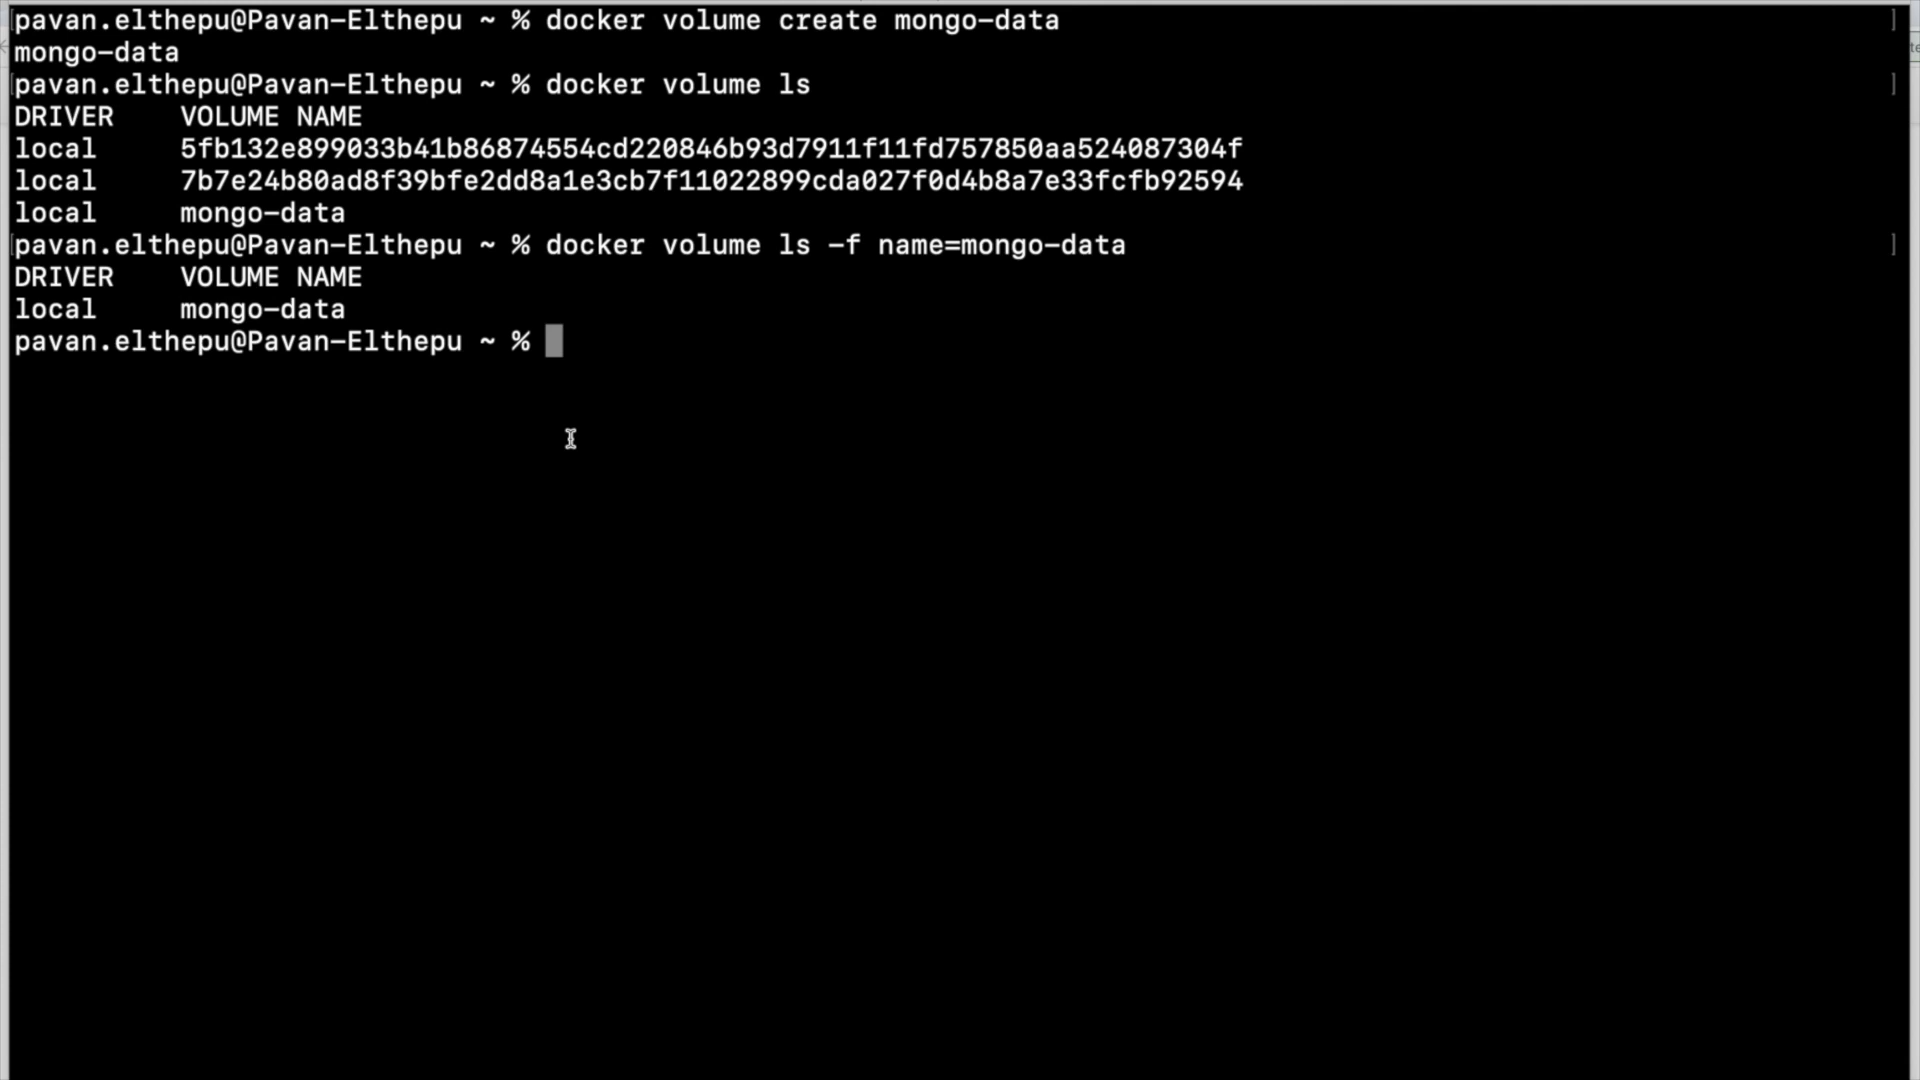 pavan.elthepu@Pavan-Elthepu ~ % docker volume create mongo-data
mongo-data
pavan.elthepu@Pavan-Elthepu ~ % docker volume ls
DRIVER    VOLUME NAME
local     5fb132e899033b41b86874554cd220846b93d7911f11fd757850aa524087304f
local     7b7e24b80ad8f39bfe2dd8a1e3cb7f11022899cda027f0d4b8a7e33fcfb92594
local     mongo-data
pavan.elthepu@Pavan-Elthepu ~ % docker volume ls -f name=mongo-data
DRIVER    VOLUME NAME
local     mongo-data
pavan.elthepu@Pavan-Elthepu ~ %